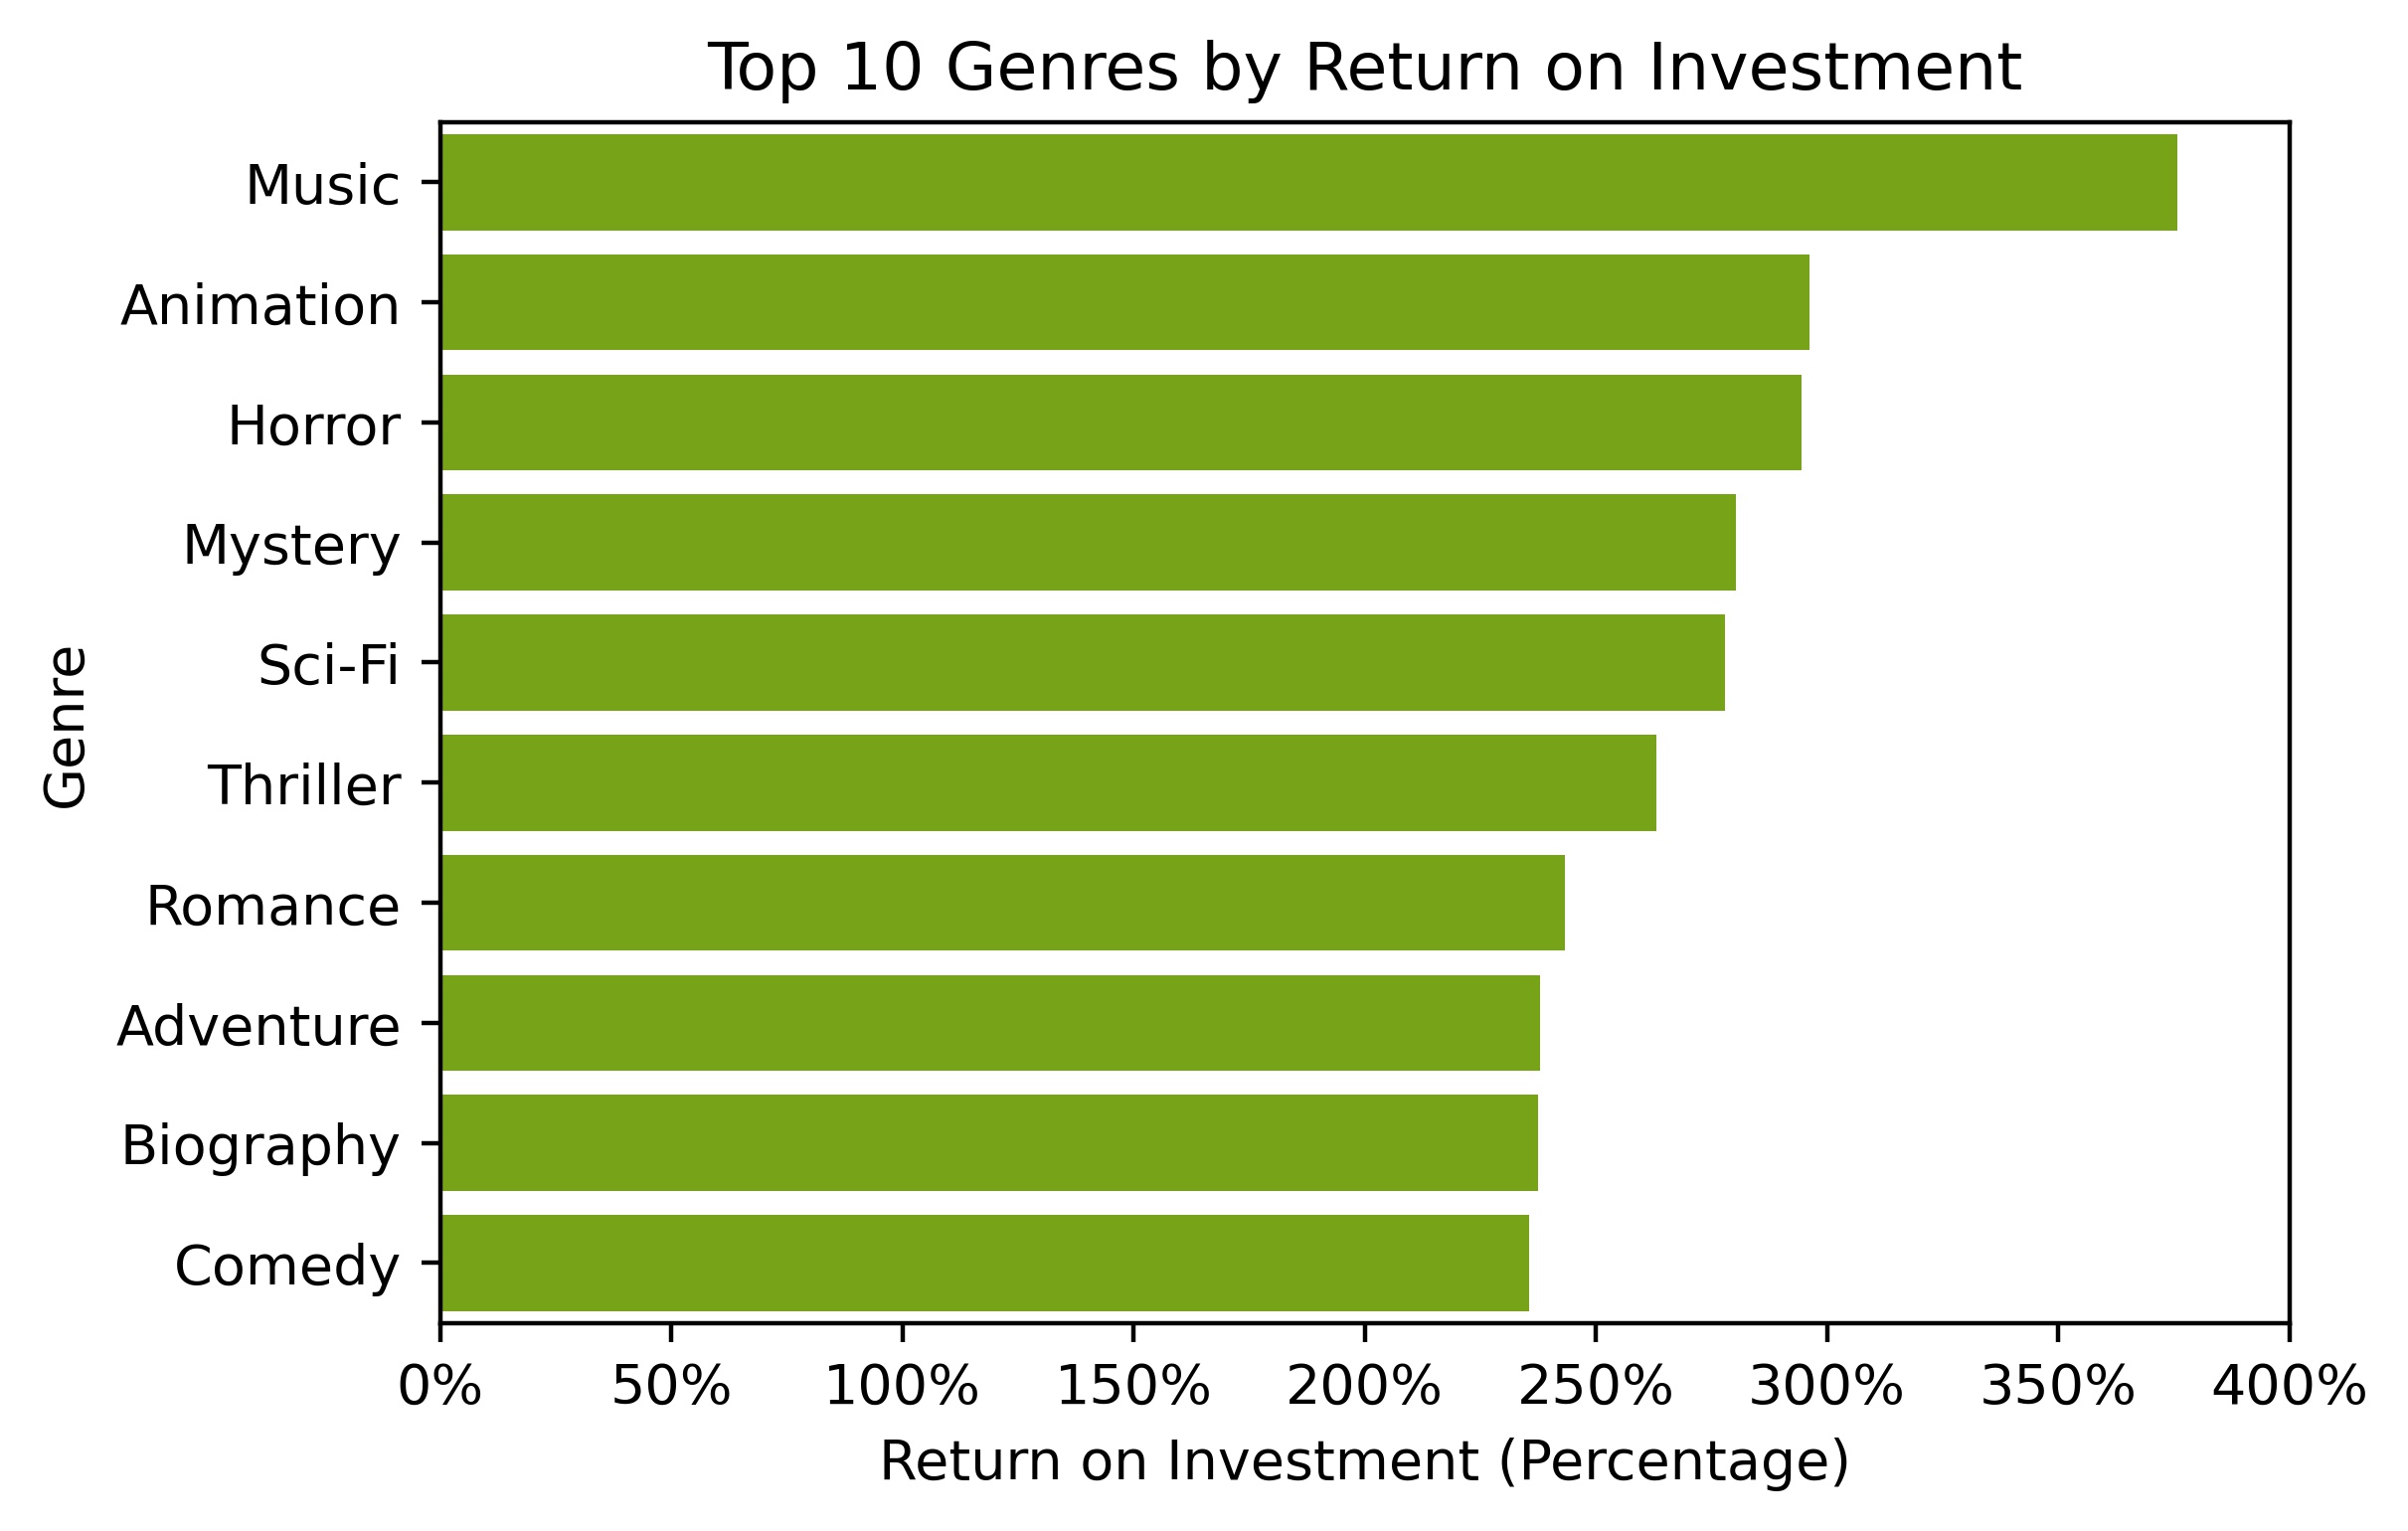 Top 10 Genres by Return on Investment
Music
Animation
Horror
Mystery
Sci-Fi
Thriller
Romance
Adventure
Biography
Comedy
Genre
0% 50% 100% 150% 200% 250% 300% 350% 400%
Return on Investment (Percentage)